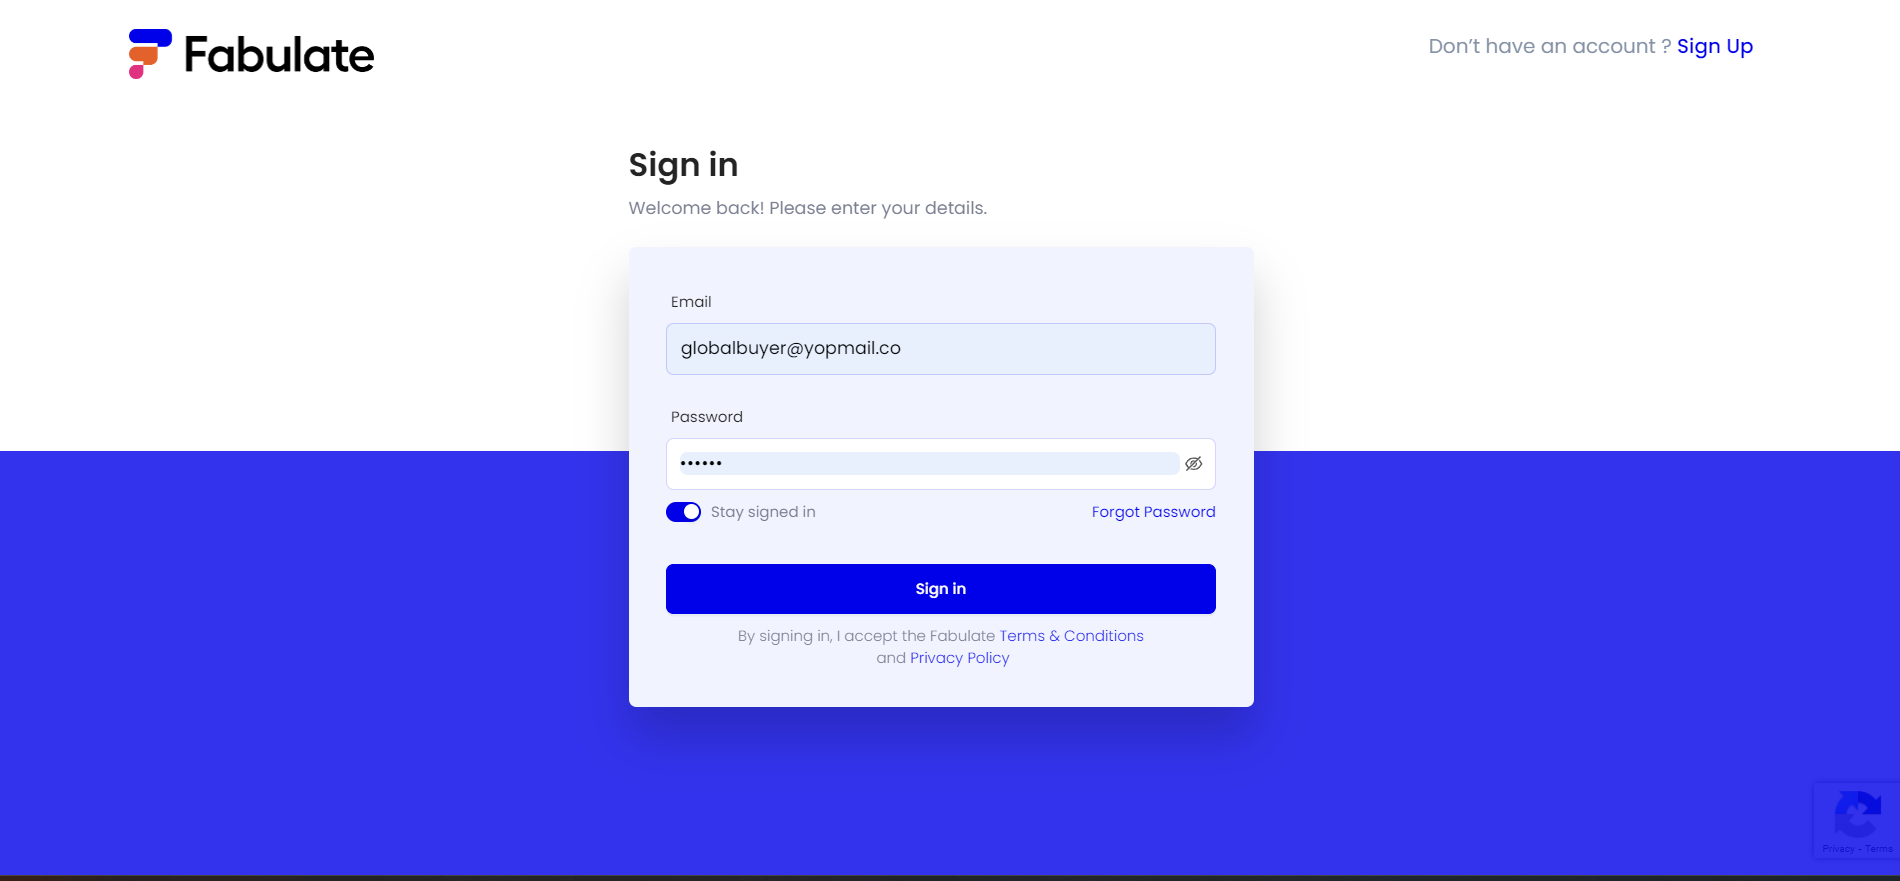 Fabulate
Don’t have an account ? Sign Up
Sign in
Welcome back! Please enter your details.
Email
globalbuyer@yopmail.co
Password
••••••
Stay signed in
Forgot Password
Sign in
By signing in, I accept the Fabulate Terms & Conditions
and Privacy Policy
Privacy - Terms